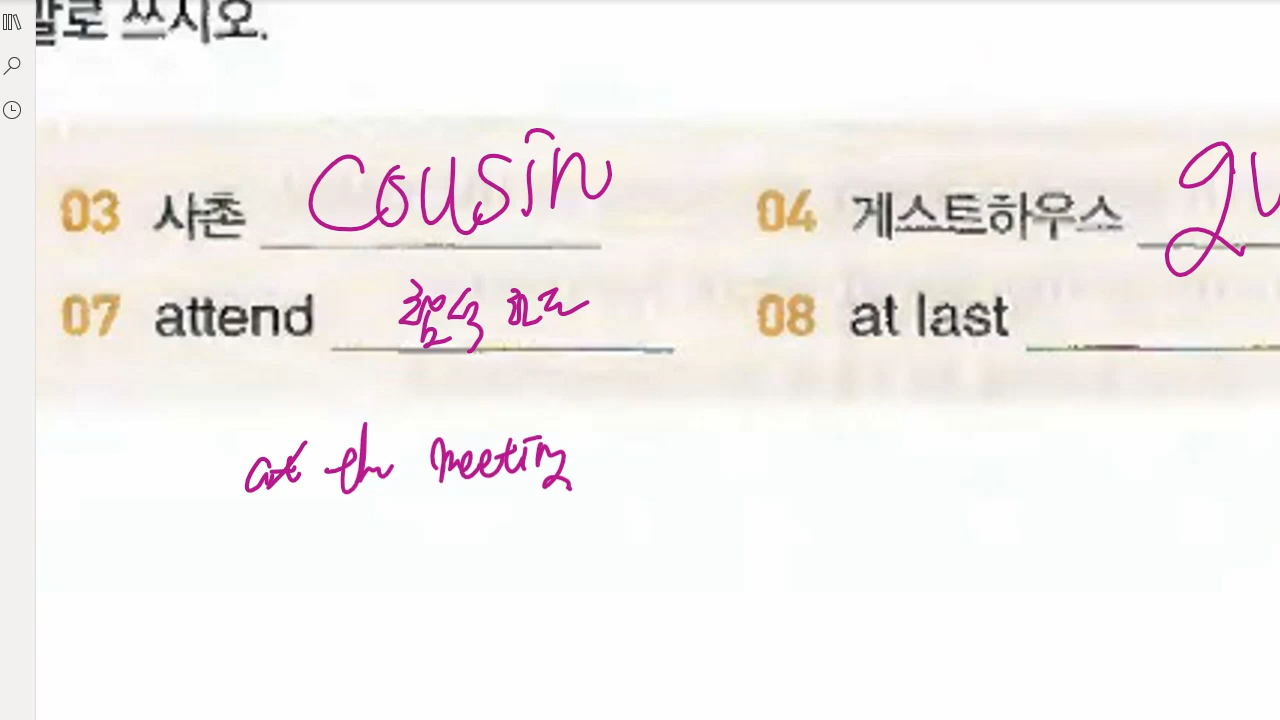 말로 쓰시오.
03 사촌 cousin 04 게스트하우스 gu
07 attend 참석하다 08 at last
at the meeting